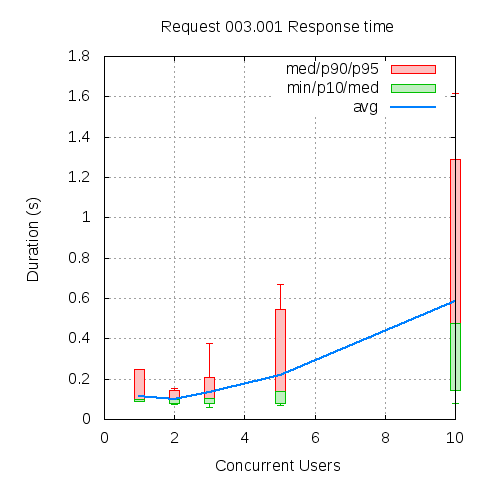 Request 003.001 Response time
med/p90/p95
min/p10/med
avg
1.8
1.6
1.4
1.2
1
0.8
0.6
0.4
0.2
0
Duration (s)
0 2 4 6 8 10
Concurrent Users